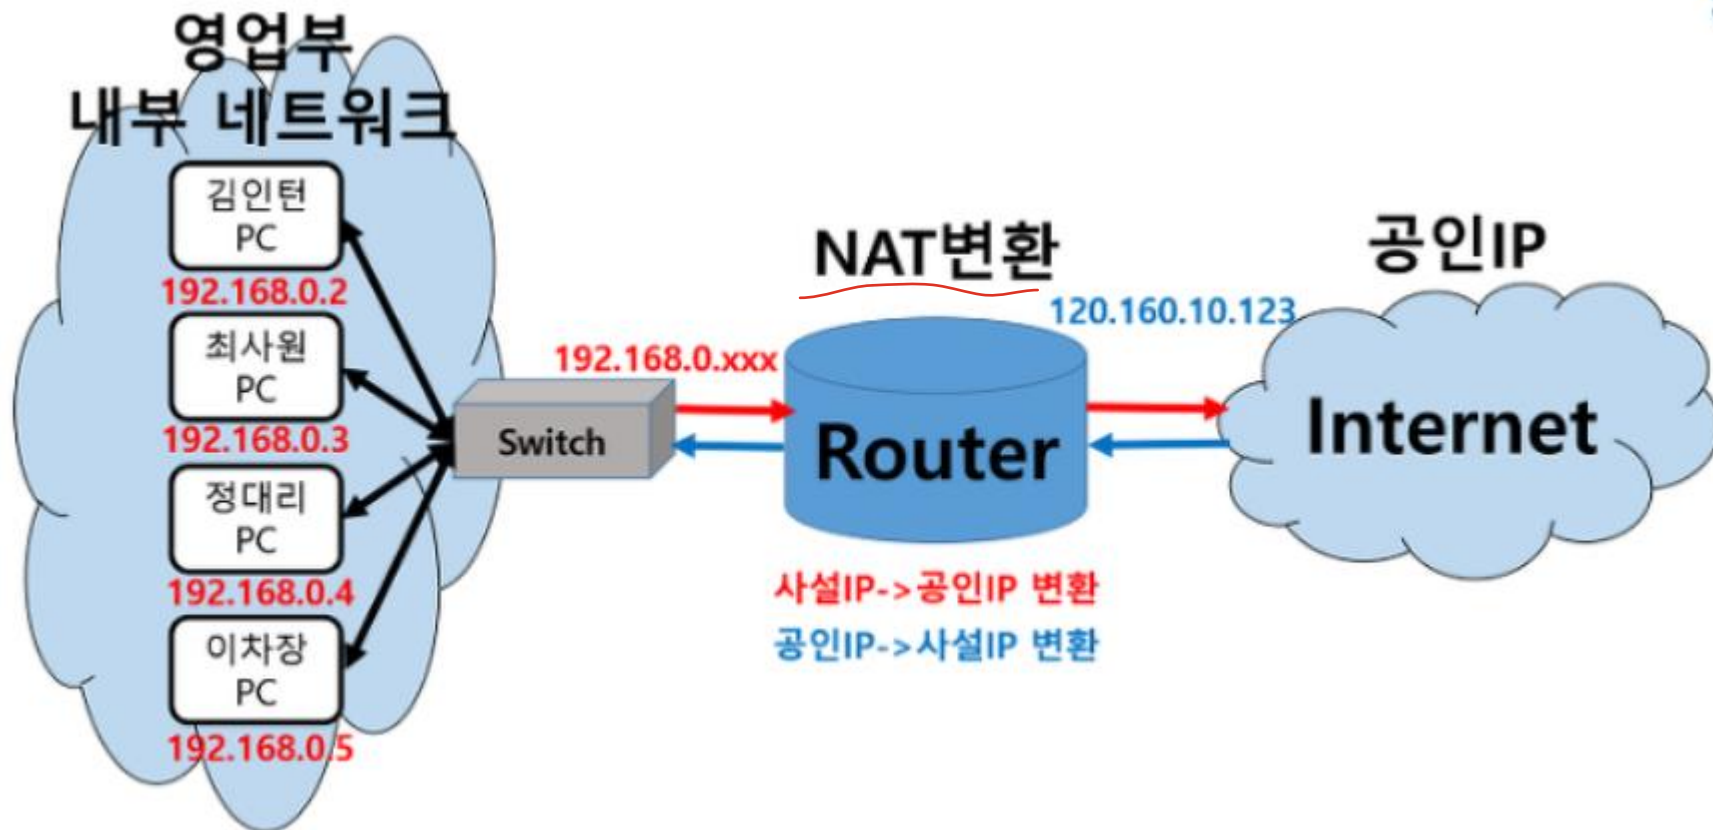 영업부
내부 네트워크
김인턴
PC
192.168.0.2
최사원
PC
192.168.0.3
정대리
PC
192.168.0.4
이차장
PC
192.168.0.5
Switch
192.168.0.xxx
NAT변환
Router
사설IP->공인IP 변환
공인IP->사설IP 변환
120.160.10.123
공인IP
Internet